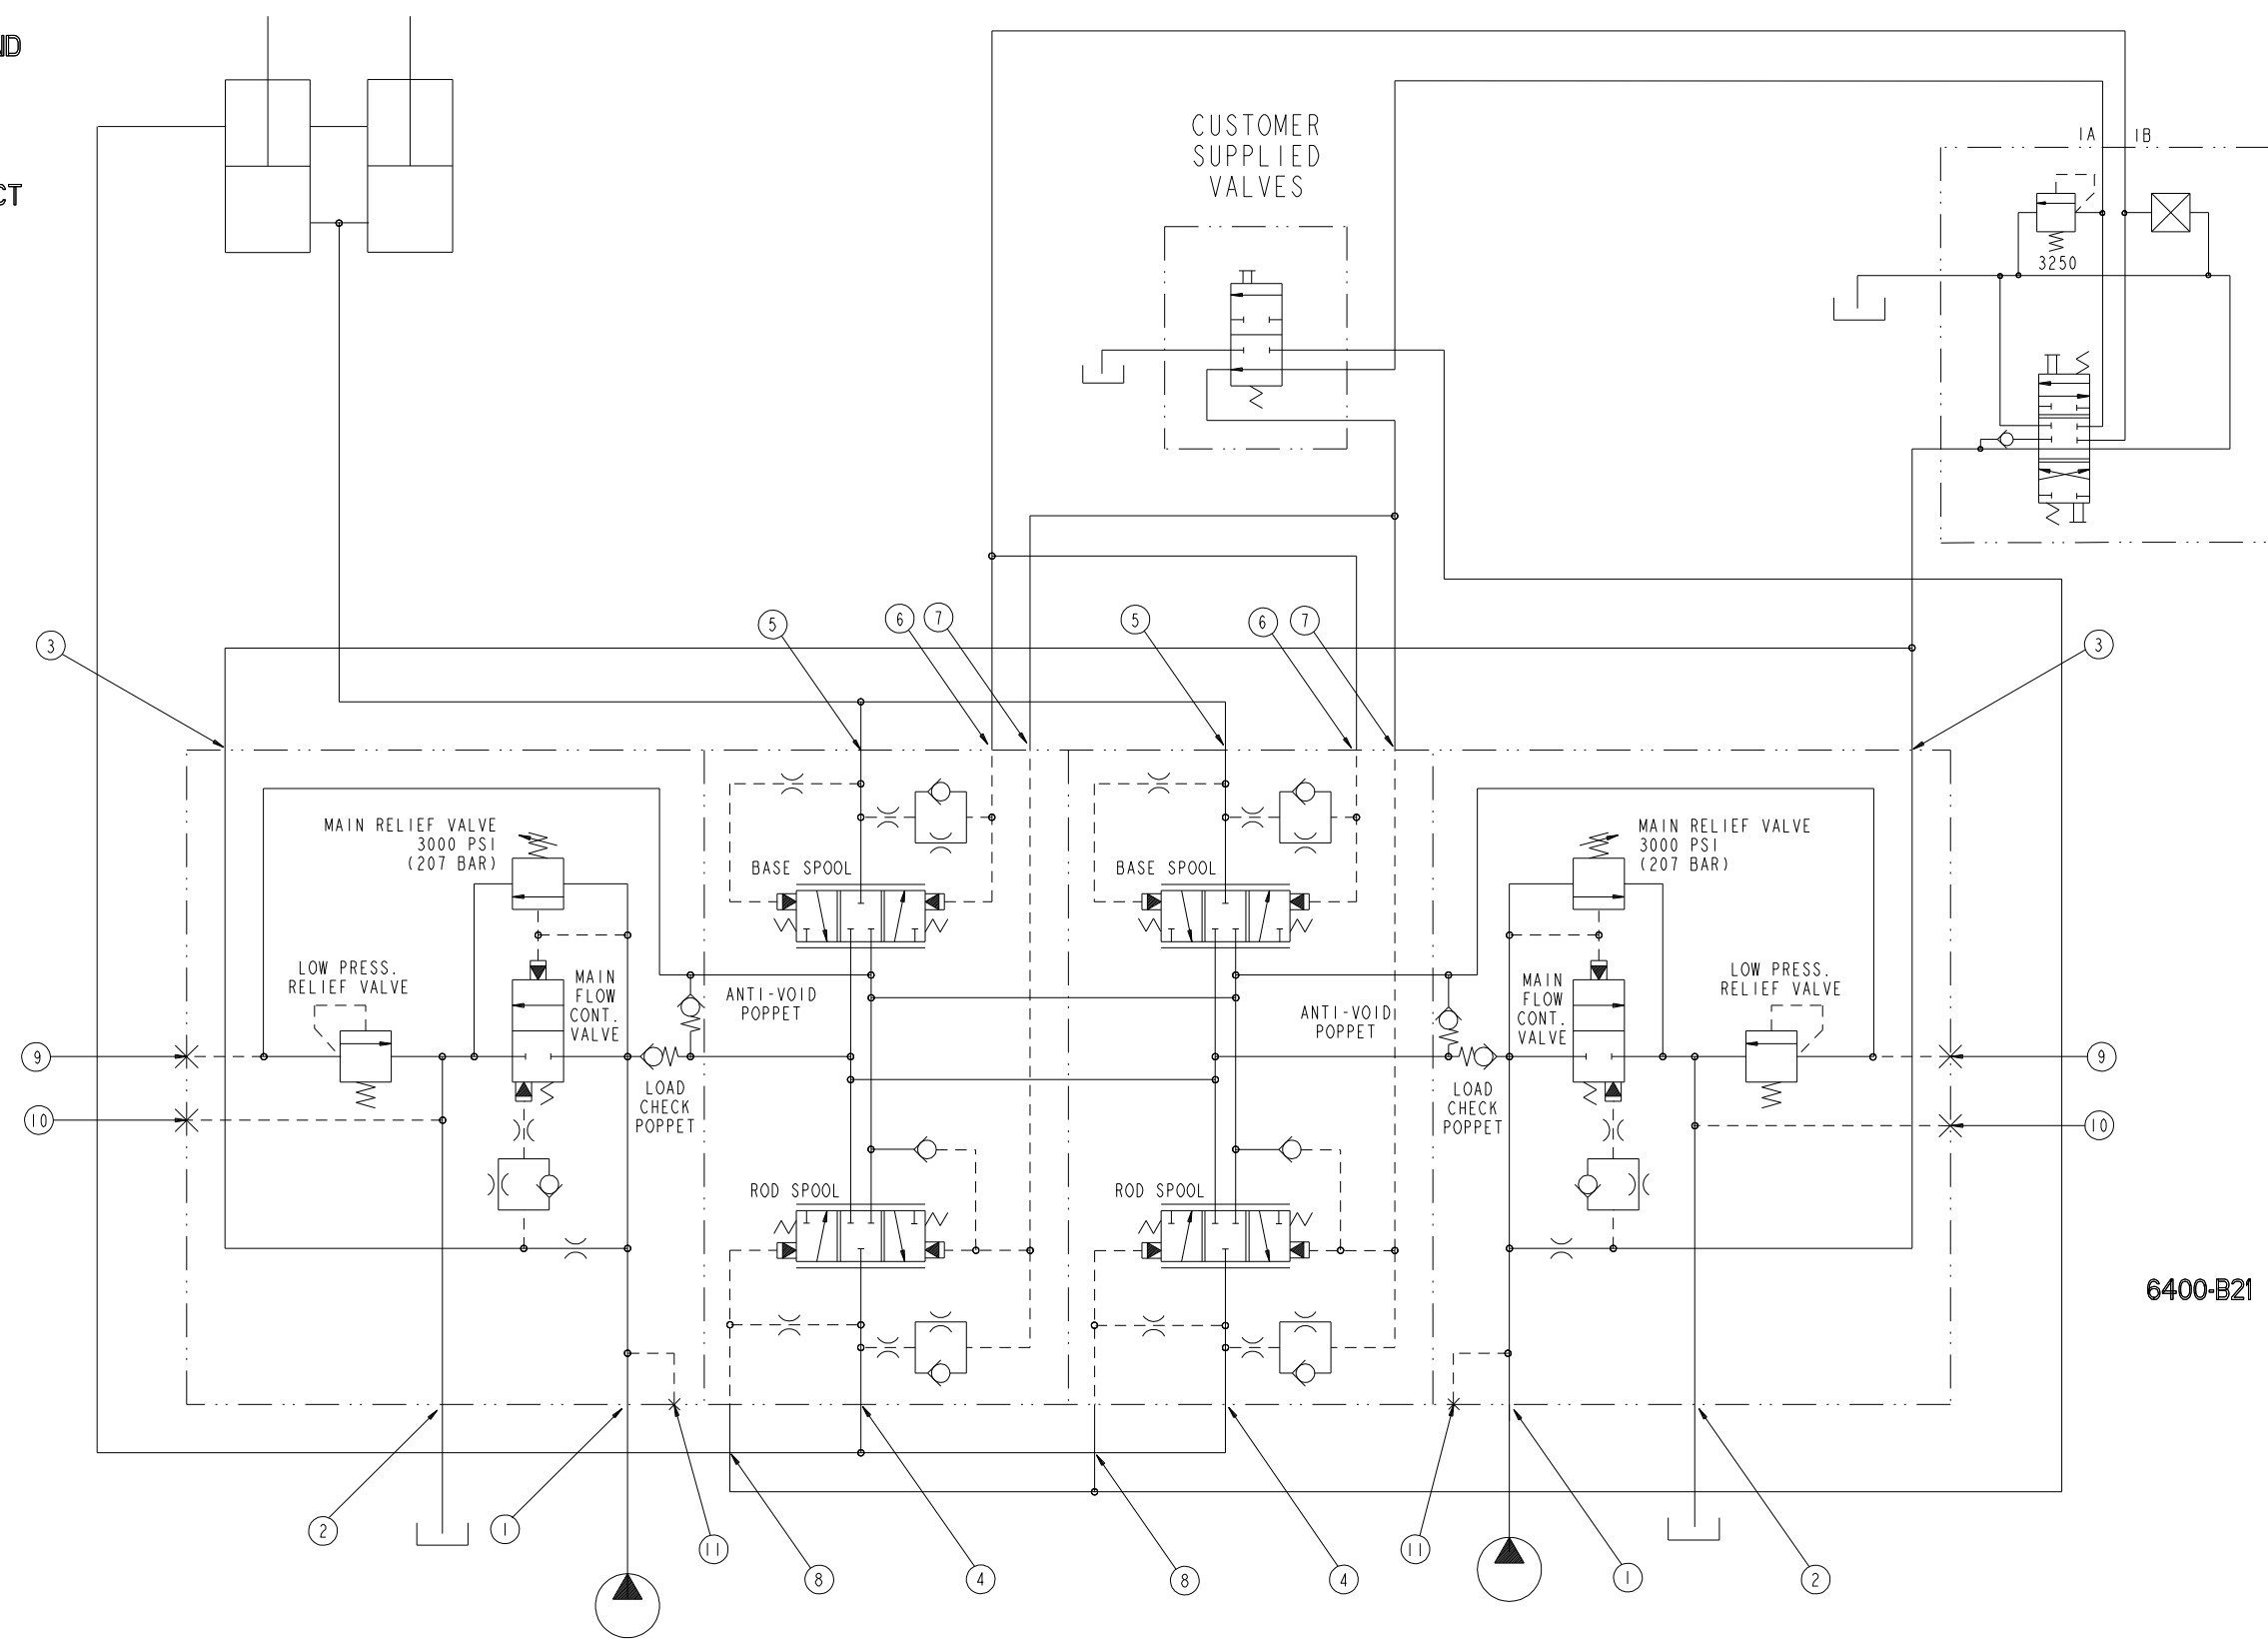 CUSTOMER
SUPPLIED
VALVES
1A
1B
3250
3
5
6
7
5
6
7
3
MAIN RELIEF VALVE
3000 PSI
(207 BAR)
BASE SPOOL
BASE SPOOL
MAIN RELIEF VALVE
3000 PSI
(207 BAR)
LOW PRESS.
RELIEF VALVE
MAIN
FLOW
CONT.
VALVE
ANTI-VOID
POPPET
ANTI-VOID
POPPET
MAIN
FLOW
CONT.
VALVE
LOW PRESS.
RELIEF VALVE
9
9
LOAD
CHECK
POPPET
LOAD
CHECK
POPPET
10
10
ROD SPOOL
ROD SPOOL
6400-B21
2
1
11
8
4
8
4
11
1
2